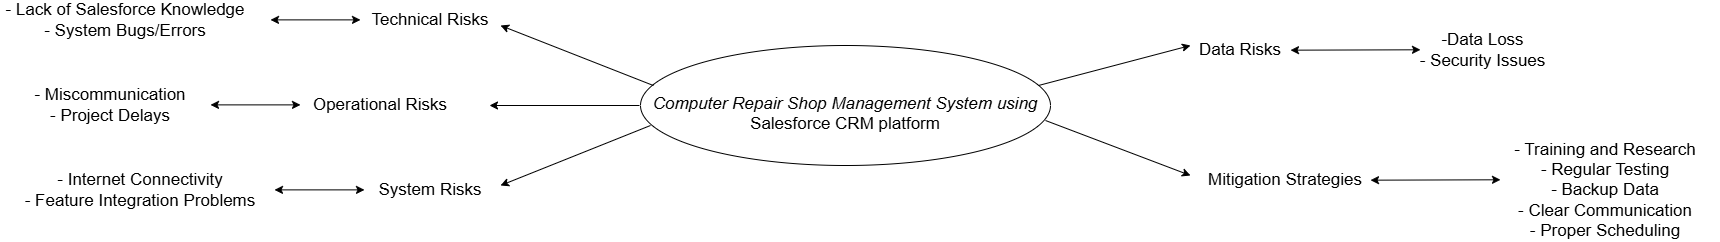 - Lack of Salesforce Knowledge
- System Bugs/Errors
Technical Risks
- Miscommunication
- Project Delays
Operational Risks
- Internet Connectivity
- Feature Integration Problems
System Risks
Computer Repair Shop Management System using
Salesforce CRM platform
Data Risks
-Data Loss
- Security Issues
Mitigation Strategies
- Training and Research
- Regular Testing
- Backup Data
- Clear Communication
- Proper Scheduling